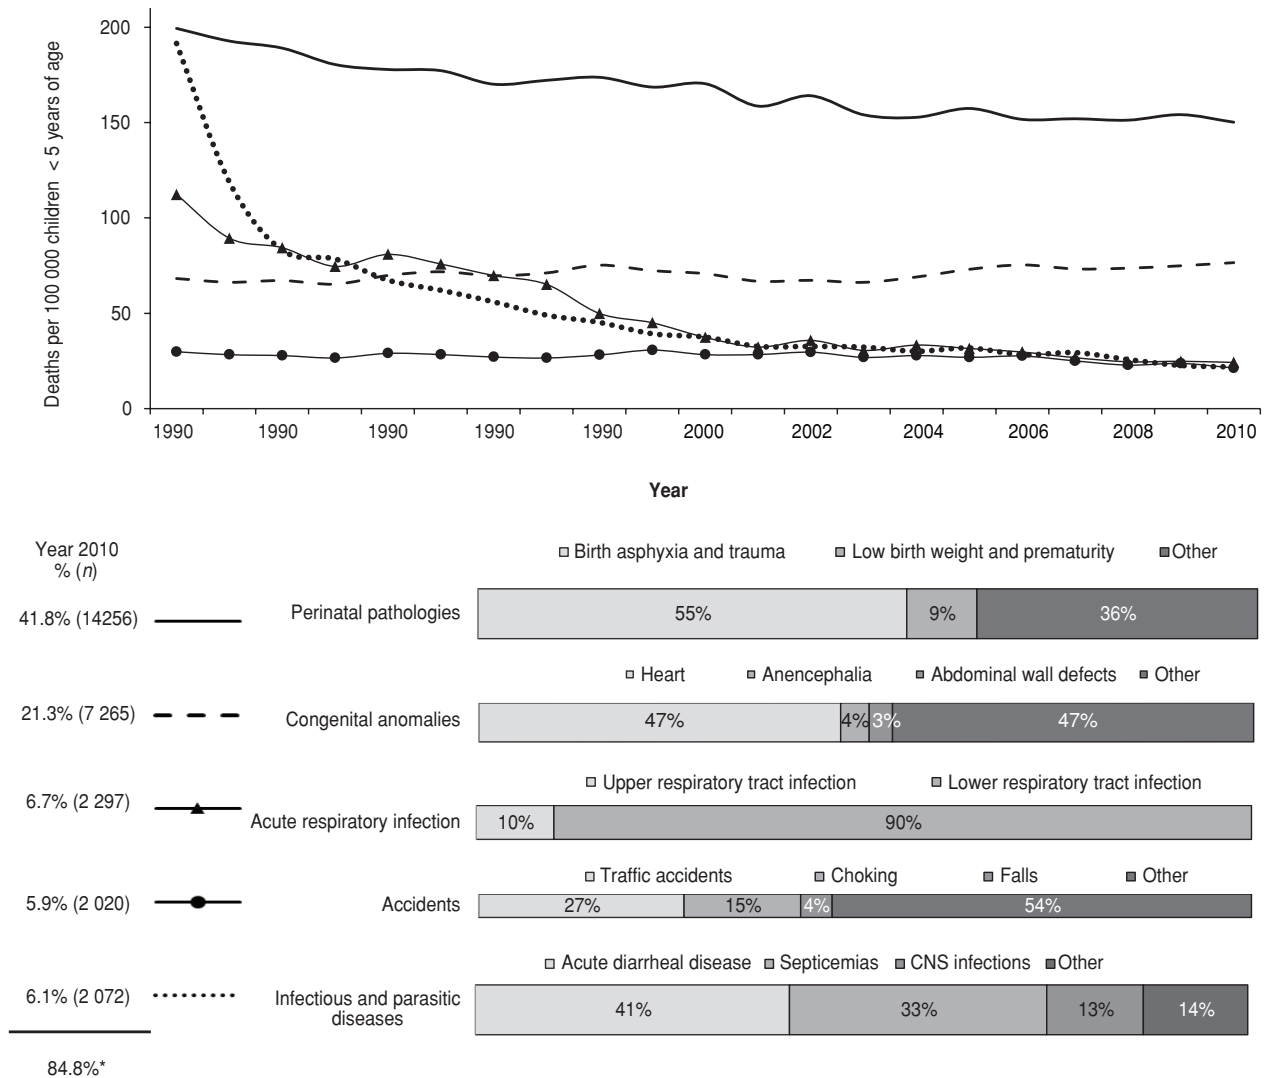 Deaths per 100 000 children < 5 years of age
200
150
100
50
0
1990 1990 1990 1990 1990 2000 2002 2004 2006 2008 2010
Year
Year 2010
% (n)
Birth asphyxia and trauma Low birth weight and prematurity Other
41.8% (14256) Perinatal pathologies 55% 9% 36%
Heart Anencephalia Abdominal wall defects Other
21.3% (7 265) Congenital anomalies 47% 4% 3% 47%
Upper respiratory tract infection Lower respiratory tract infection
6.7% (2 297) Acute respiratory infection 10% 90%
Traffic accidents Choking Falls Other
5.9% (2 020) Accidents 27% 15% 4% 54%
Acute diarrheal disease Septicemias CNS infections Other
6.1% (2 072) Infectious and parasitic
diseases 41% 33% 13% 14%
84.8%*